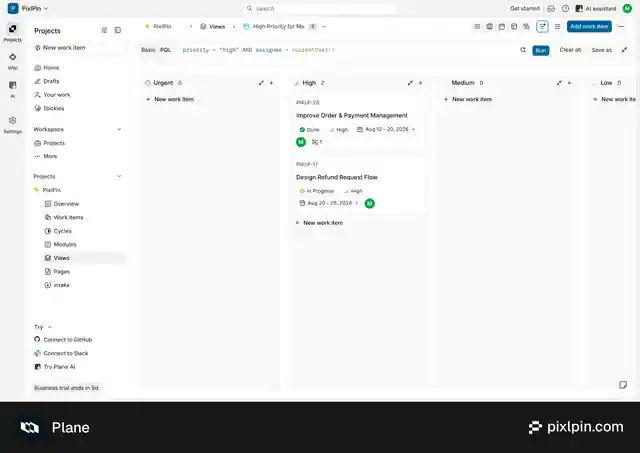 PixlPin
Search
Get started
AI assistant
M
Projects
Wiki
AI
Settings
Projects
New work item
Home
Drafts
Your work
Stickies
Workspace
Projects
More
Projects
PixlPin
Overview
Work items
Cycles
Modules
Views
Pages
Intake
Try
Connect to GitHub
Connect to Slack
Try Plane AI
Business trial ends in 9d
PixlPin
Views
High Priority for Me
2
Add work item
Basic PQL
priority = "high" AND assignee = currentUser()
Run
Clear all
Save as
Urgent 0
New work item
High 2
PIXLP-23
Improve Order & Payment Management
Done
High
Aug 12 - 20, 2026
M
1
PIXLP-17
Design Refund Request Flow
In Progress
High
Aug 20 - 26, 2026
M
New work item
Medium 0
New work item
Low 0
New work item
Plane
pixlpin.com